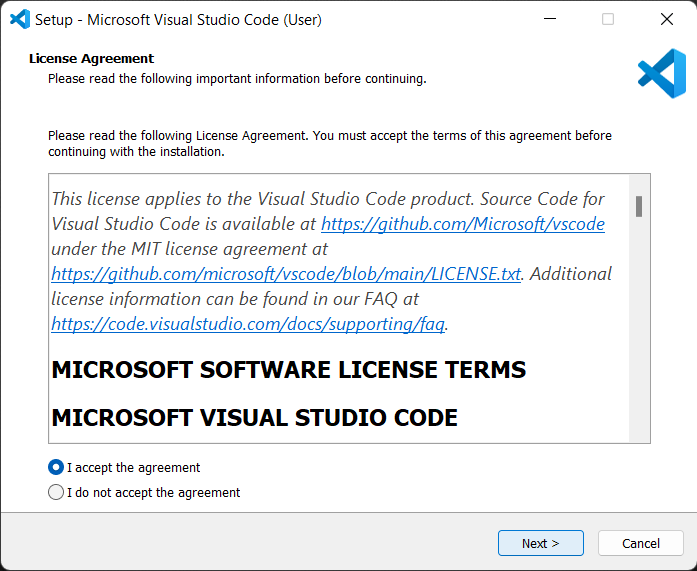 Setup - Microsoft Visual Studio Code (User)
License Agreement
Please read the following important information before continuing.
Please read the following License Agreement. You must accept the terms of this agreement before
continuing with the installation.
This license applies to the Visual Studio Code product. Source Code for
Visual Studio Code is available at https://github.com/Microsoft/vscode
under the MIT license agreement at
https://github.com/microsoft/vscode/blob/main/LICENSE.txt. Additional
license information can be found in our FAQ at
https://code.visualstudio.com/docs/supporting/faq.
MICROSOFT SOFTWARE LICENSE TERMS
MICROSOFT VISUAL STUDIO CODE
I accept the agreement
I do not accept the agreement
Next >
Cancel